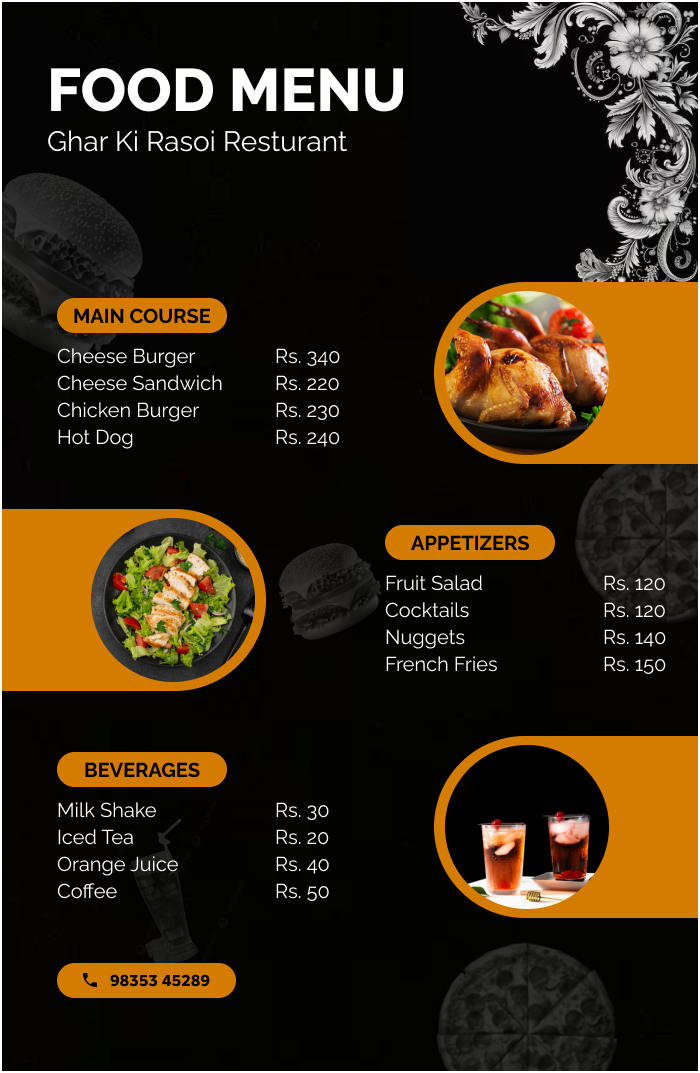 FOOD MENU
Ghar Ki Rasoi Resturant
MAIN COURSE
Cheese Burger Rs. 340
Cheese Sandwich Rs. 220
Chicken Burger Rs. 230
Hot Dog Rs. 240
APPETIZERS
Fruit Salad Rs. 120
Cocktails Rs. 120
Nuggets Rs. 140
French Fries Rs. 150
BEVERAGES
Milk Shake Rs. 30
Iced Tea Rs. 20
Orange Juice Rs. 40
Coffee Rs. 50
98353 45289